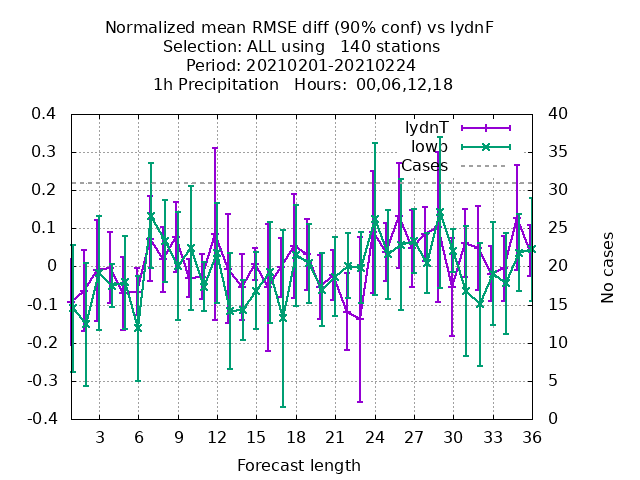 Normalized mean RMSE diff (90% conf) vs lydnF
Selection: ALL using 140 stations
Period: 20210201-20210224
1h Precipitation Hours: 00,06,12,18
0.4 40
lydnT
0.3 35
lowp
Cases
0.2 30
0.1 25
0 20
No cases
-0.1 15
-0.2 10
-0.3 5
-0.4 0
3 6 9 12 15 18 21 24 27 30 33 36
Forecast length